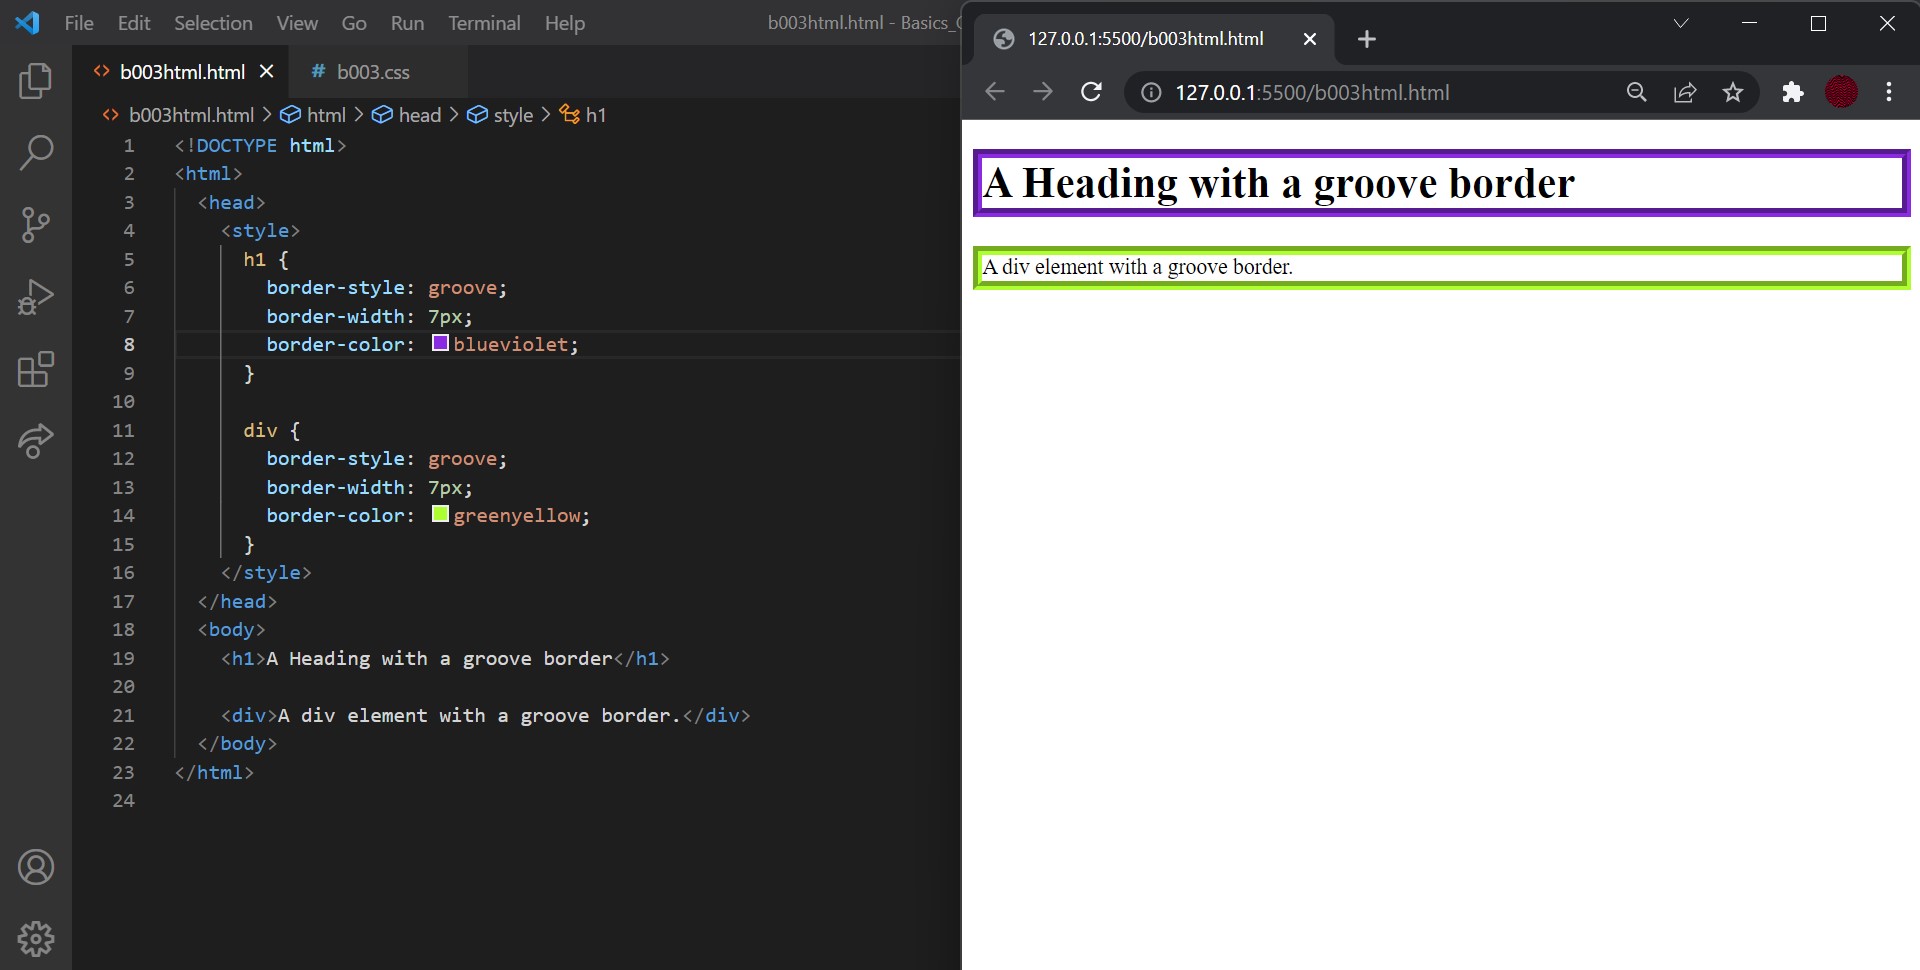 File Edit Selection View Go Run Terminal Help b003html.html - Basics_
b003html.html # b003.css
b003html.html > html > head > style > h1
1 <!DOCTYPE html>
2 <html>
3 <head>
4 <style>
5 h1 {
6 border-style: groove;
7 border-width: 7px;
8 border-color: blueviolet;
9 }
10
11 div {
12 border-style: groove;
13 border-width: 7px;
14 border-color: greenyellow;
15 }
16 </style>
17 </head>
18 <body>
19 <h1>A Heading with a groove border</h1>
20
21 <div>A div element with a groove border.</div>
22 </body>
23 </html>
24
127.0.0.1:5500/b003html.html
127.0.0.1:5500/b003html.html
A Heading with a groove border
A div element with a groove border.